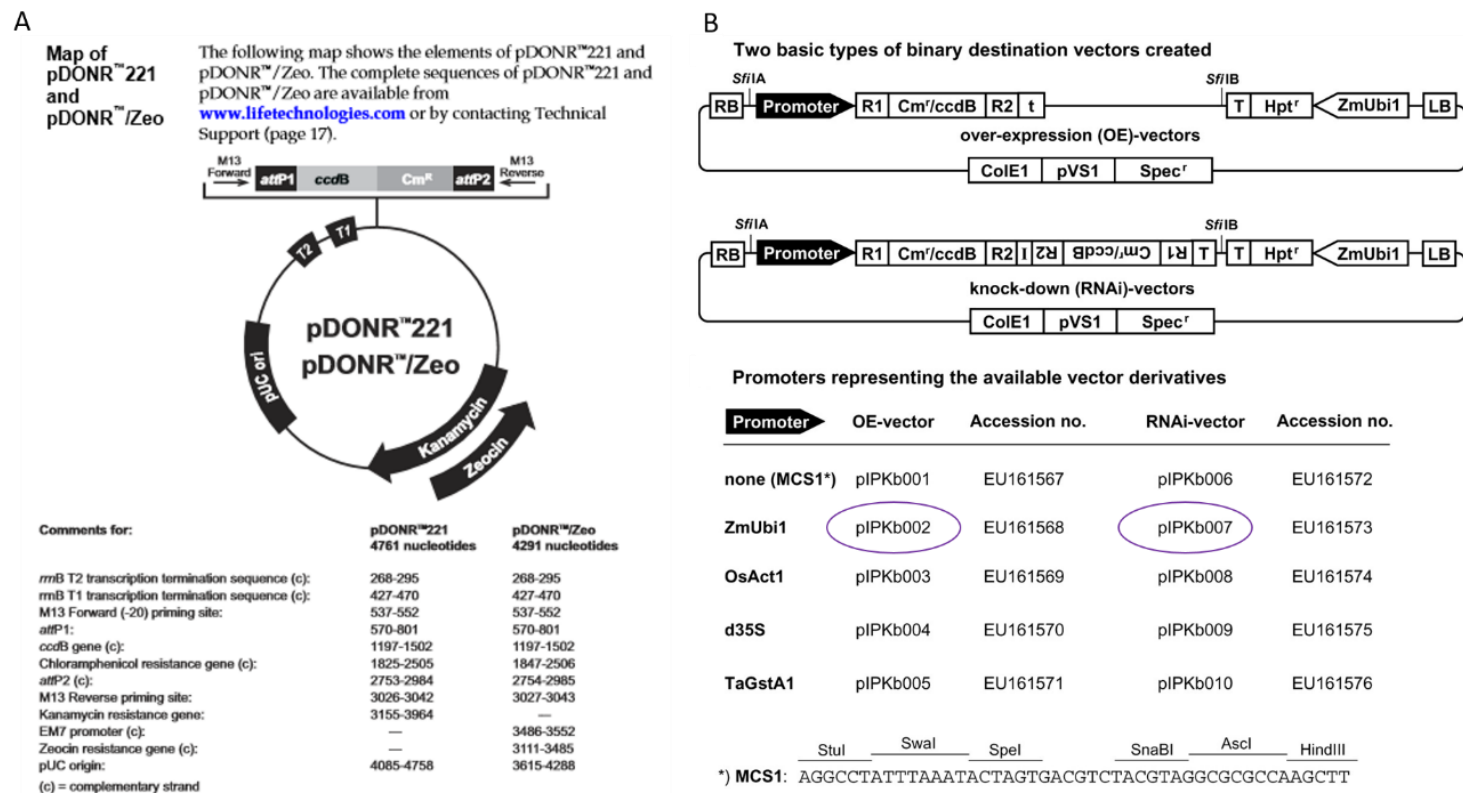 A
Map of
pDONR™221
and
pDONR™/Zeo
The following map shows the elements of pDONR™221 and
pDONR™/Zeo. The complete sequences of pDONR™221 and
pDONR™/Zeo are available from
www.lifetechnologies.com or by contacting Technical
Support (page 17).
M13 Forward
M13 Reverse
attP1 ccdB CmR attP2
T2 T1
pUC ori
pDONR™221
pDONR™/Zeo
Kanamycin
Zeocin
Comments for: pDONR™221 pDONR™/Zeo
4761 nucleotides 4291 nucleotides
rrnB T2 transcription termination sequence (c): 268-295 268-295
rrnB T1 transcription termination sequence (c): 427-470 427-470
M13 Forward (-20) priming site: 537-552 537-552
attP1: 570-801 570-801
ccdB gene (c): 1197-1502 1197-1502
Chloramphenicol resistance gene (c): 1825-2505 1847-2506
attP2 (c): 2753-2984 2754-2985
M13 Reverse priming site: 3026-3042 3027-3043
Kanamycin resistance gene: 3155-3964 —
EM7 promoter (c): — 3486-3552
Zeocin resistance gene (c): — 3111-3485
pUC origin: 4085-4758 3615-4288
(c) = complementary strand
B
Two basic types of binary destination vectors created
SfiIA SfiIB
RB Promoter R1 Cmr/ccdB R2 t T Hptr ZmUbi1 LB
over-expression (OE)-vectors
ColE1 pVS1 Specr
SfiIA SfiIB
RB Promoter R1 Cmr/ccdB R2 I R2 Cmr/ccdB R1 T T Hptr ZmUbi1 LB
knock-down (RNAi)-vectors
ColE1 pVS1 Specr
Promoters representing the available vector derivatives
Promoter OE-vector Accession no. RNAi-vector Accession no.
none (MCS1*) pIPKb001 EU161567 pIPKb006 EU161572
ZmUbi1 pIPKb002 EU161568 pIPKb007 EU161573
OsAct1 pIPKb003 EU161569 pIPKb008 EU161574
d35S pIPKb004 EU161570 pIPKb009 EU161575
TaGstA1 pIPKb005 EU161571 pIPKb010 EU161576
StuI SwaI SpeI SnaBI AscI HindIII
*) MCS1: AGGCCTATTTAAATACTAGTGACGTCTACGTAGGCGCGCCAAGCTT